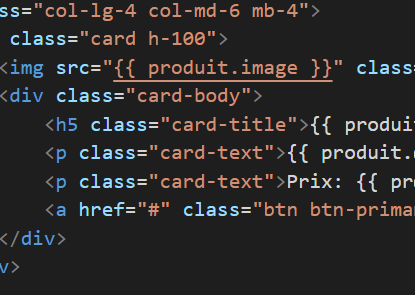 ss="col-lg-4 col-md-6 mb-4">
class="card h-100">
<img src="{{ produit.image }}" class
<div class="card-body">
<h5 class="card-title">{{ produi
<p class="card-text">{{ produit.
<p class="card-text">Prix: {{ pro
<a href="#" class="btn btn-primar
</div>
v>